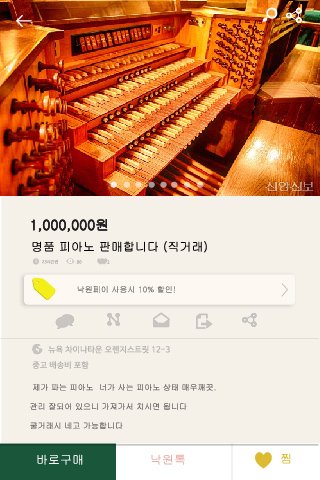 신앙신보
1,000,000원
명품 피아노 판매합니다 (직거래)
낙원페이 사용시 10% 할인!
뉴욕 차이나타운 오렌지스트릿 12-3
중고 배송비 포함
제가 파는 피아노 너가 사는 피아노 상태 매우깨끗.
관리 잘되어 있으니 가져가서 치시면 됩니다
쿨거래시 네고 가능합니다
바로구매
낙원톡
찜